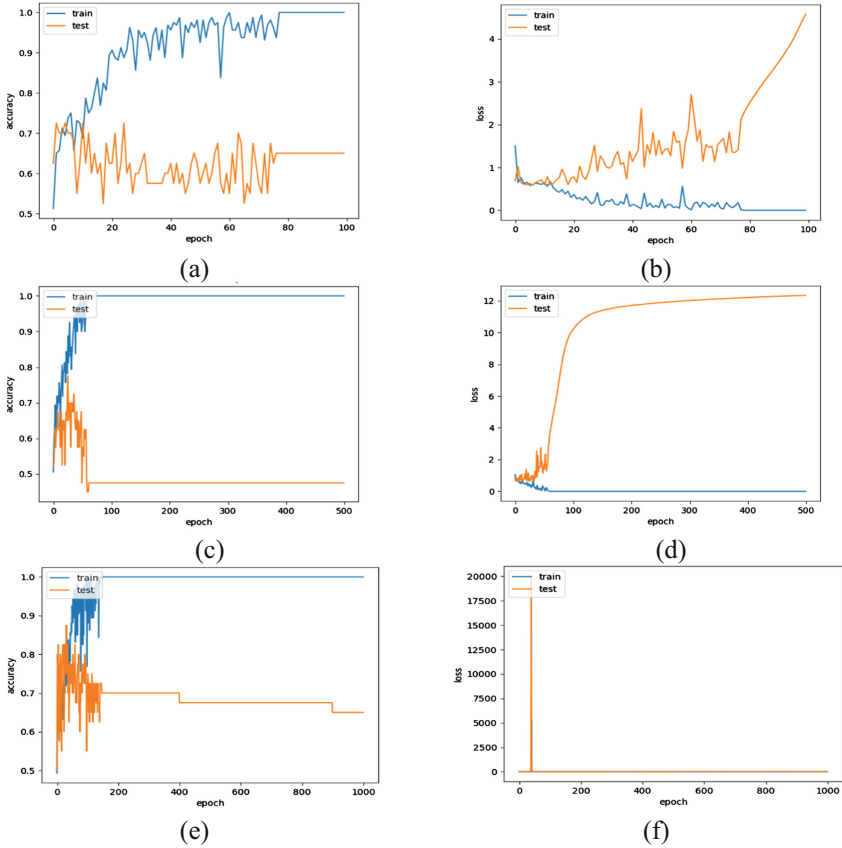 train
test
accuracy
1.0
0.9
0.8
0.7
0.6
0.5
0 20 40 60 80 100
epoch
(a)
train
test
loss
4
3
2
1
0
0 20 40 60 80 100
epoch
(b)
train
test
accuracy
1.0
0.9
0.8
0.7
0.6
0.5
0 100 200 300 400 500
epoch
(c)
train
test
loss
12
10
8
6
4
2
0
0 100 200 300 400 500
epoch
(d)
train
test
accuracy
1.0
0.9
0.8
0.7
0.6
0.5
0 200 400 600 800 1000
epoch
(e)
train
test
loss
20000
17500
15000
12500
10000
7500
5000
2500
0
0 200 400 600 800 1000
epoch
(f)